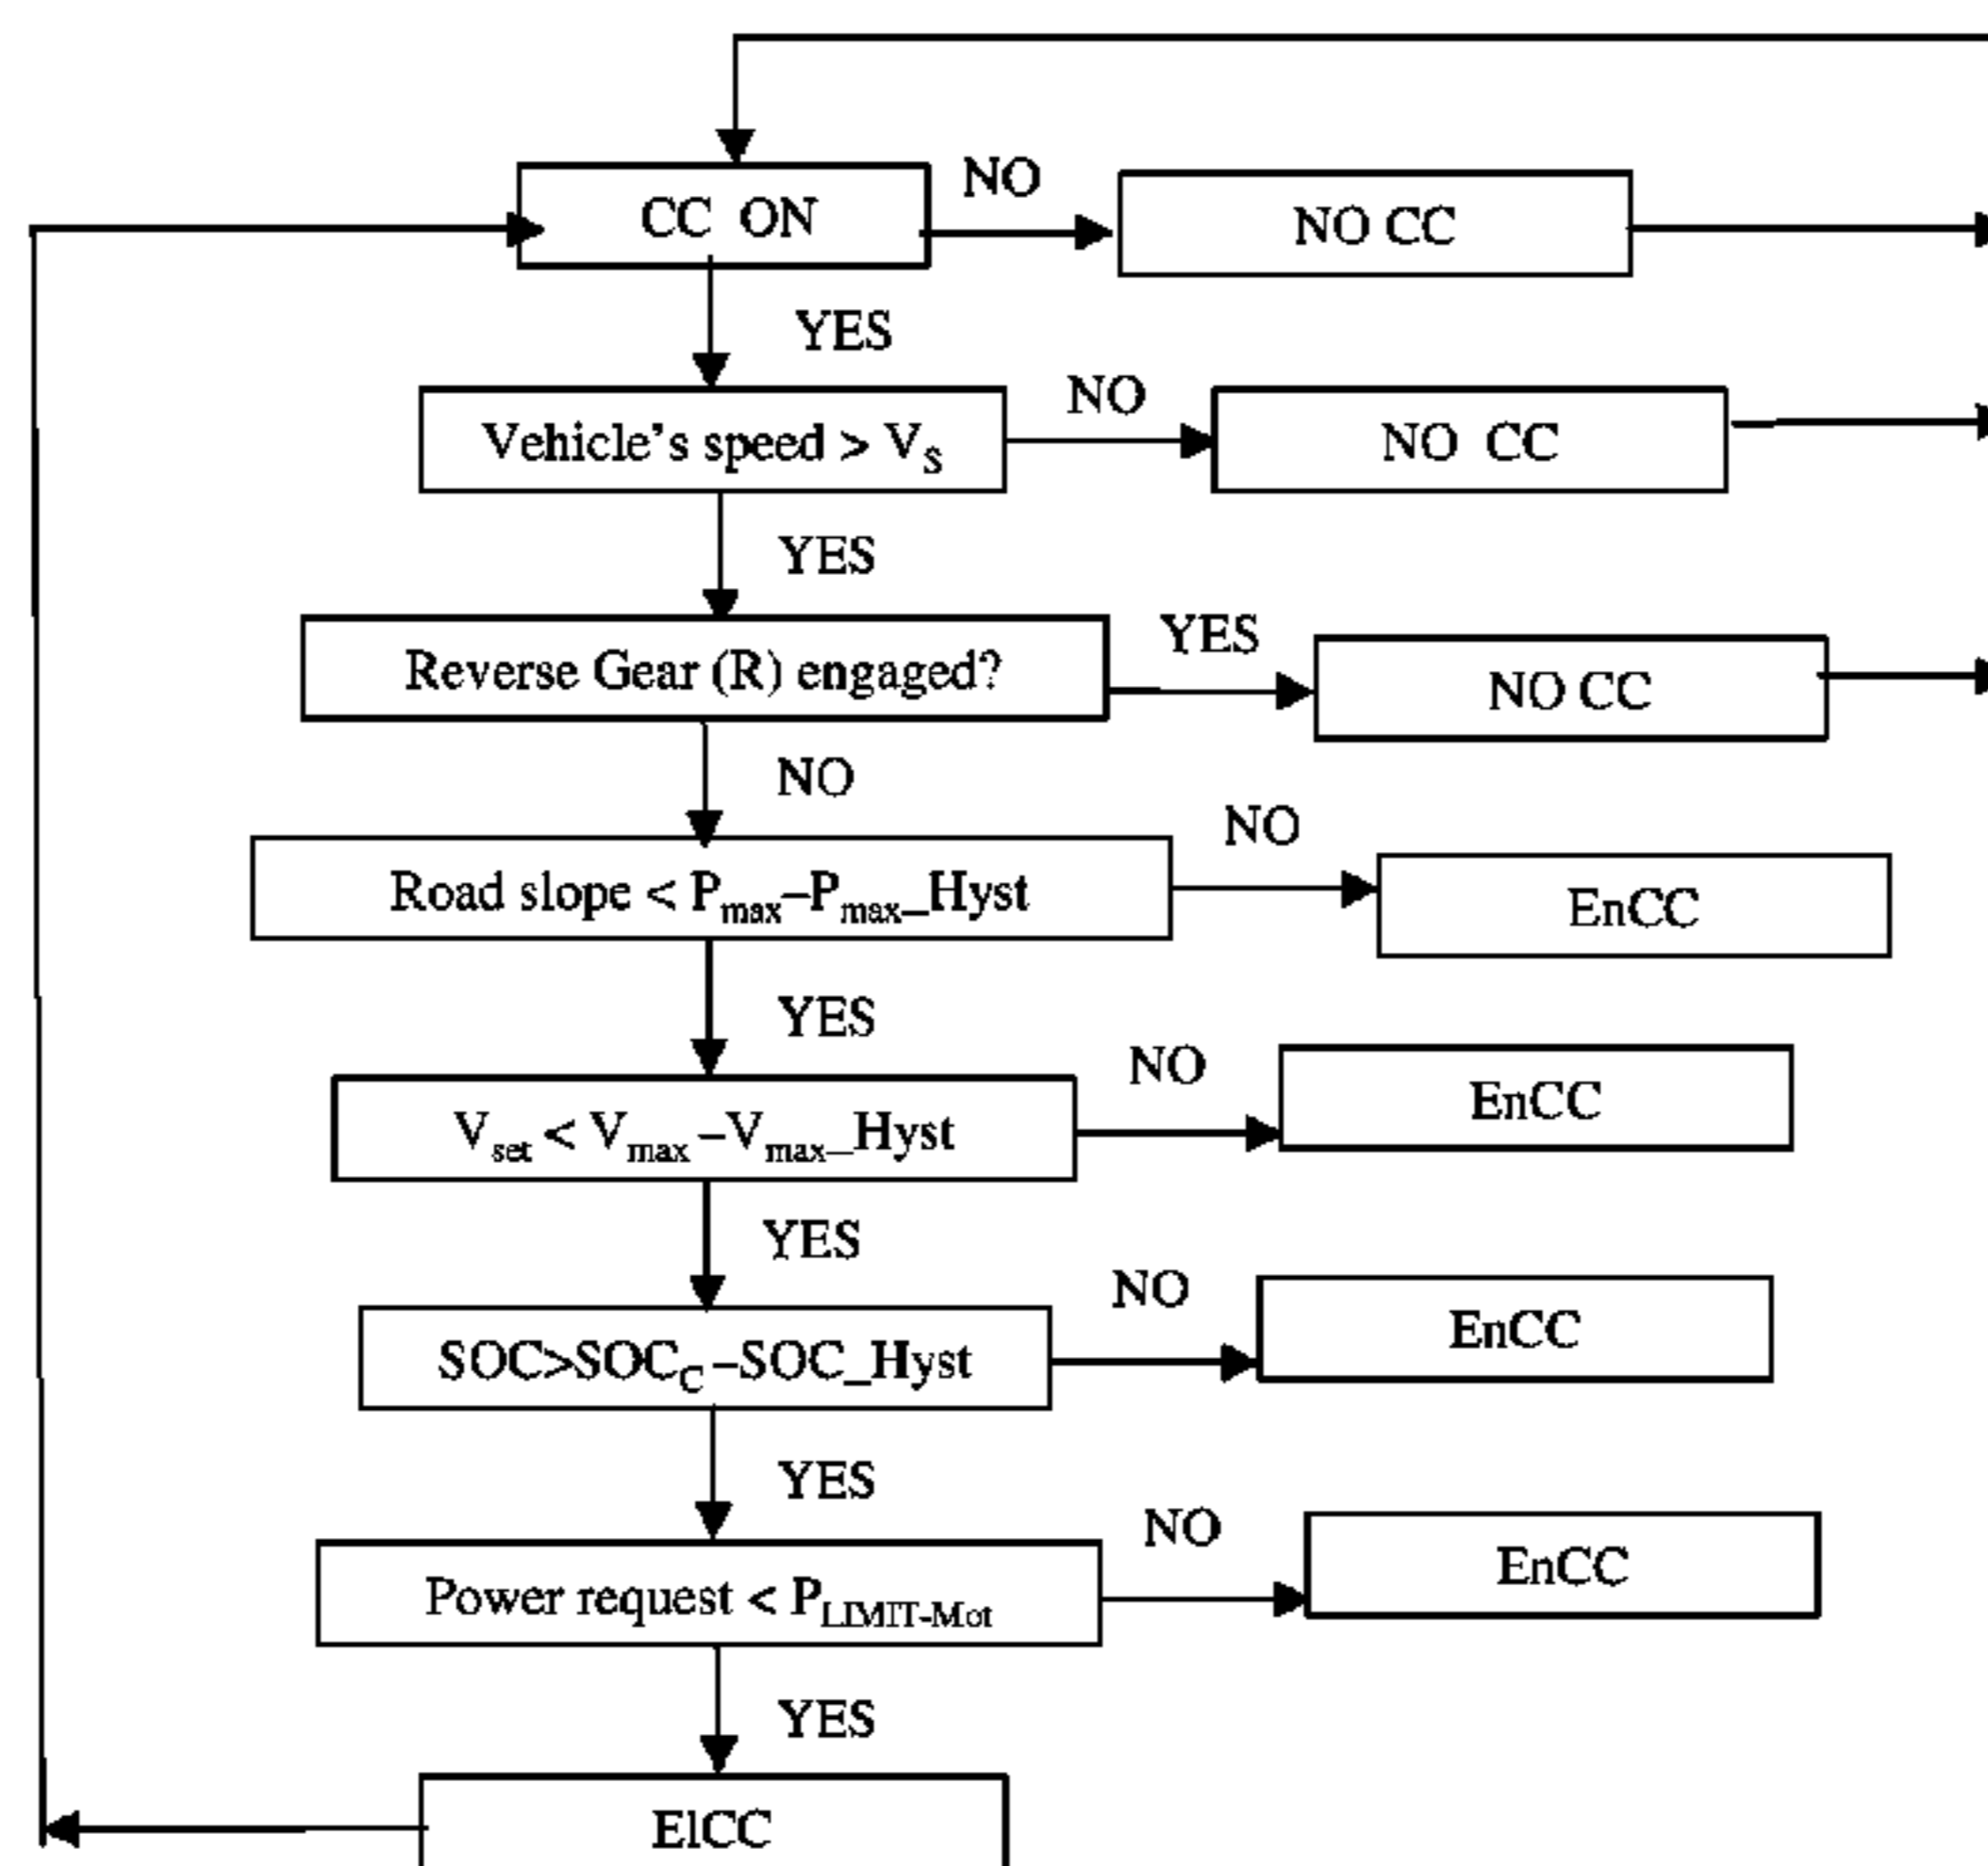 CC ON
NO
NO CC
YES
Vehicle's speed > VS
NO
NO CC
YES
Reverse Gear (R) engaged?
YES
NO CC
NO
Road slope < Pmax–Pmax_Hyst
NO
EnCC
YES
Vset < Vmax –Vmax_Hyst
NO
EnCC
YES
SOC>SOCC –SOC_Hyst
NO
EnCC
YES
Power request < PLIMIT-Mot
NO
EnCC
YES
ElCC